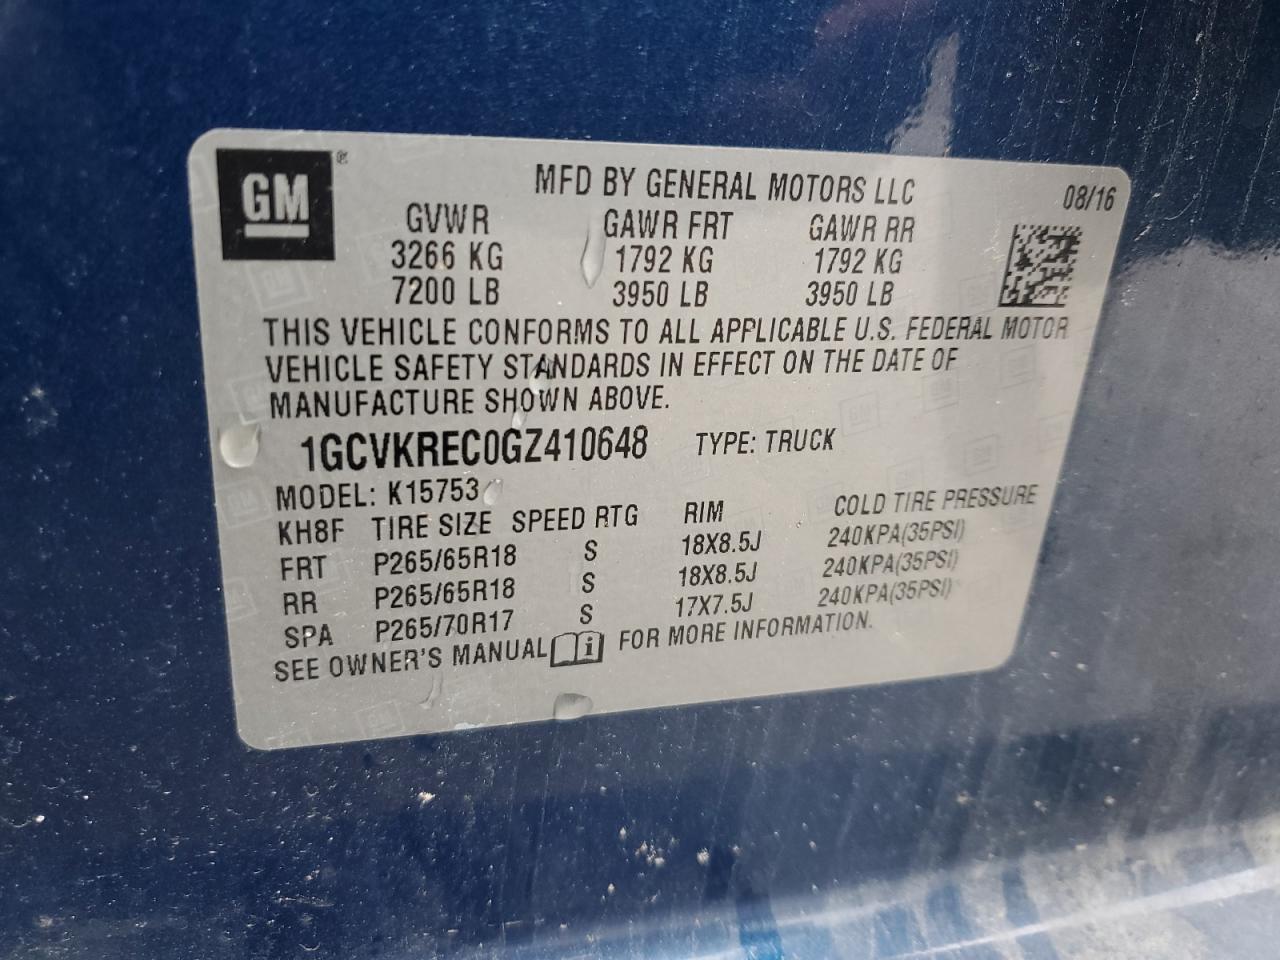 GM ®
MFD BY GENERAL MOTORS LLC 08/16
GVWR GAWR FRT GAWR RR
3266 KG 1792 KG 1792 KG
7200 LB 3950 LB 3950 LB
THIS VEHICLE CONFORMS TO ALL APPLICABLE U.S. FEDERAL MOTOR
VEHICLE SAFETY STANDARDS IN EFFECT ON THE DATE OF
MANUFACTURE SHOWN ABOVE.
1GCVKREC0GZ410648 TYPE: TRUCK
MODEL: K15753
KH8F TIRE SIZE SPEED RTG RIM COLD TIRE PRESSURE
FRT P265/65R18 S 18X8.5J 240KPA(35PSI)
RR P265/65R18 S 18X8.5J 240KPA(35PSI)
SPA P265/70R17 S 17X7.5J 240KPA(35PSI)
SEE OWNER'S MANUAL i FOR MORE INFORMATION.